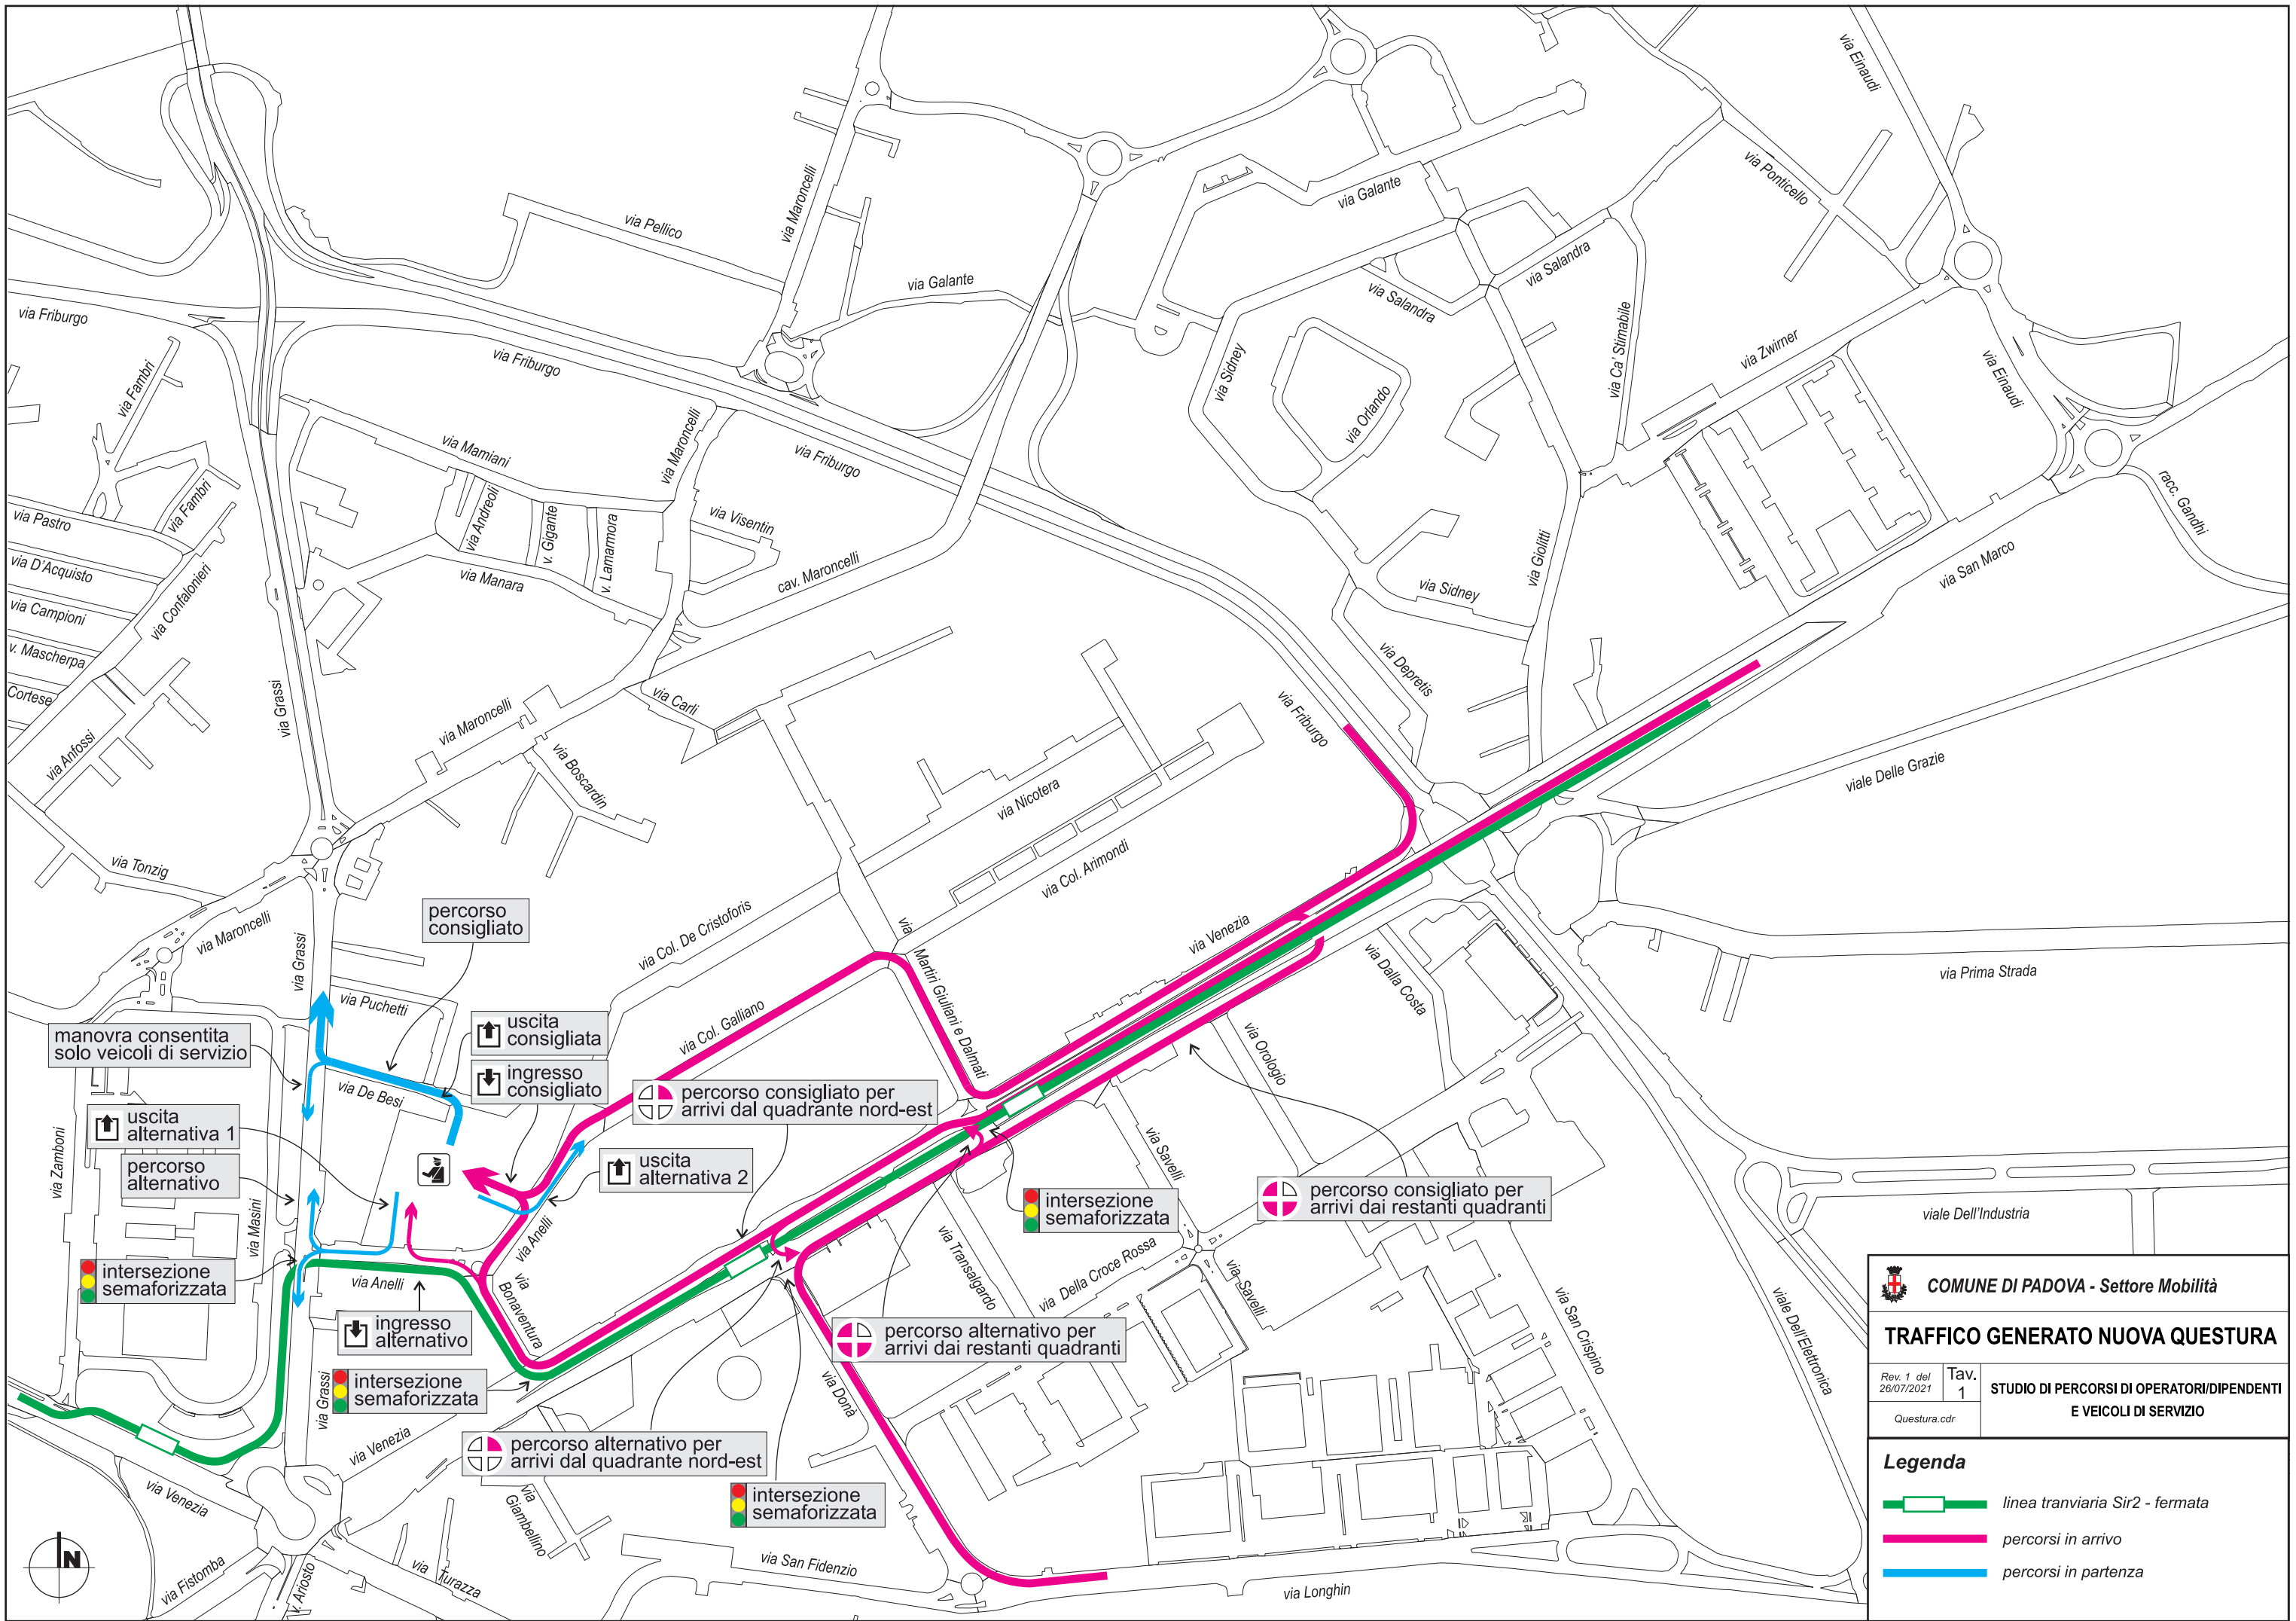 via Einaudi
via Maroncelli
via Ponticello
via Galante
via Pellico
via Salandra
via Galante
via Salandra
via Friburgo
via Ca' Stimabile
via Zwirner
via Friburgo
via Sidney
via Einaudi
via Fambri
via Orlando
via Mamiani
via Maroncelli
via Friburgo
racc. Gandhi
via Pastro
via Fambri
via Andreoli
v. Gigante
v. Lamarmora
via Visentin
via D'Acquisto
via Manara
cav. Maroncelli
via Giolitti
via San Marco
via Campioni
via Confalonieri
via Sidney
v. Mascherpa
Cortese
via Grassi
via Carli
via Depretis
via Maroncelli
via Friburgo
via Anfossi
via Boscardin
via Nicotera
viale Delle Grazie
via Tonzig
via Col. Arimondi
percorso
consigliato
via Maroncelli
via Grassi
via Col. De Cristoforis
via
Martiri Giuliani e Dalmati
via Venezia
via Dalla Costa
via Prima Strada
via Puchetti
manovra consentita
solo veicoli di servizio
uscita
consigliata
via Col. Galliano
via Orologio
ingresso
consigliato
via De Besi
percorso consigliato per
arrivi dal quadrante nord-est
uscita
alternativa 1
via Zamboni
percorso
alternativo
uscita
alternativa 2
via Savelli
intersezione
semaforizzata
percorso consigliato per
arrivi dai restanti quadranti
via Masini
via Anelli
via Transalgardo
via Della Croce Rossa
viale Dell'Industria
intersezione
semaforizzata
via Anelli
via
Bonaventura
via Savelli
via San Crispino
viale Dell'Elettronica
ingresso
alternativo
percorso alternativo per
arrivi dai restanti quadranti
via Grassi
intersezione
semaforizzata
via Donà
via Venezia
percorso alternativo per
arrivi dal quadrante nord-est
via Venezia
via
Giambellino
intersezione
semaforizzata
via San Fidenzio
via Longhin
via Fistomba
v. Ariosto
via Turazza
N
COMUNE DI PADOVA - Settore Mobilità
TRAFFICO GENERATO NUOVA QUESTURA
Rev. 1 del
26/07/2021
Tav.
1
Questura.cdr
STUDIO DI PERCORSI DI OPERATORI/DIPENDENTI
E VEICOLI DI SERVIZIO
Legenda
linea tranviaria Sir2 - fermata
percorsi in arrivo
percorsi in partenza